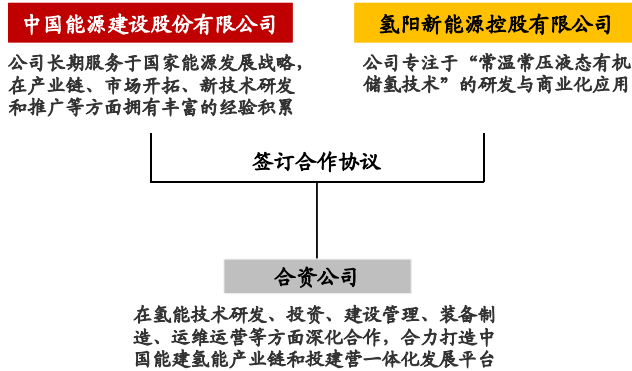 中国能源建设股份有限公司
公司长期服务于国家能源发展战略，
在产业链、市场开拓、新技术研发
和推广等方面拥有丰富的经验积累
氢阳新能源控股有限公司
公司专注于“常温常压液态有机
储氢技术”的研发与商业化应用
签订合作协议
合资公司
在氢能技术研发、投资、建设管理、装备制
造、运维运营等方面深化合作，合力打造中
国能建氢能产业链和投建营一体化发展平台